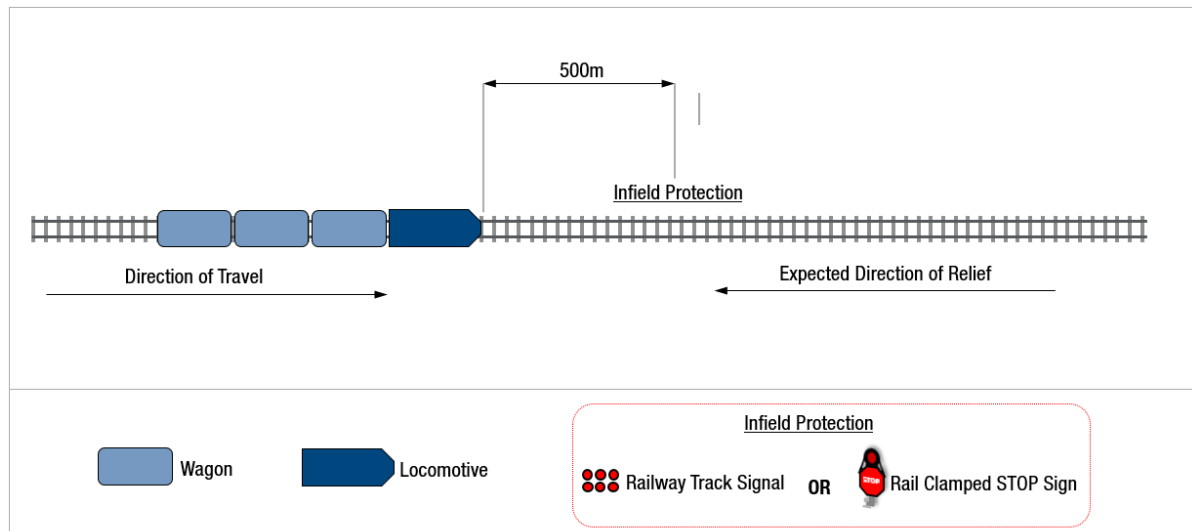 500m
Infield Protection
Direction of Travel
Expected Direction of Relief
Infield Protection
Wagon
Locomotive
Railway Track Signal
OR
STOP
Rail Clamped STOP Sign